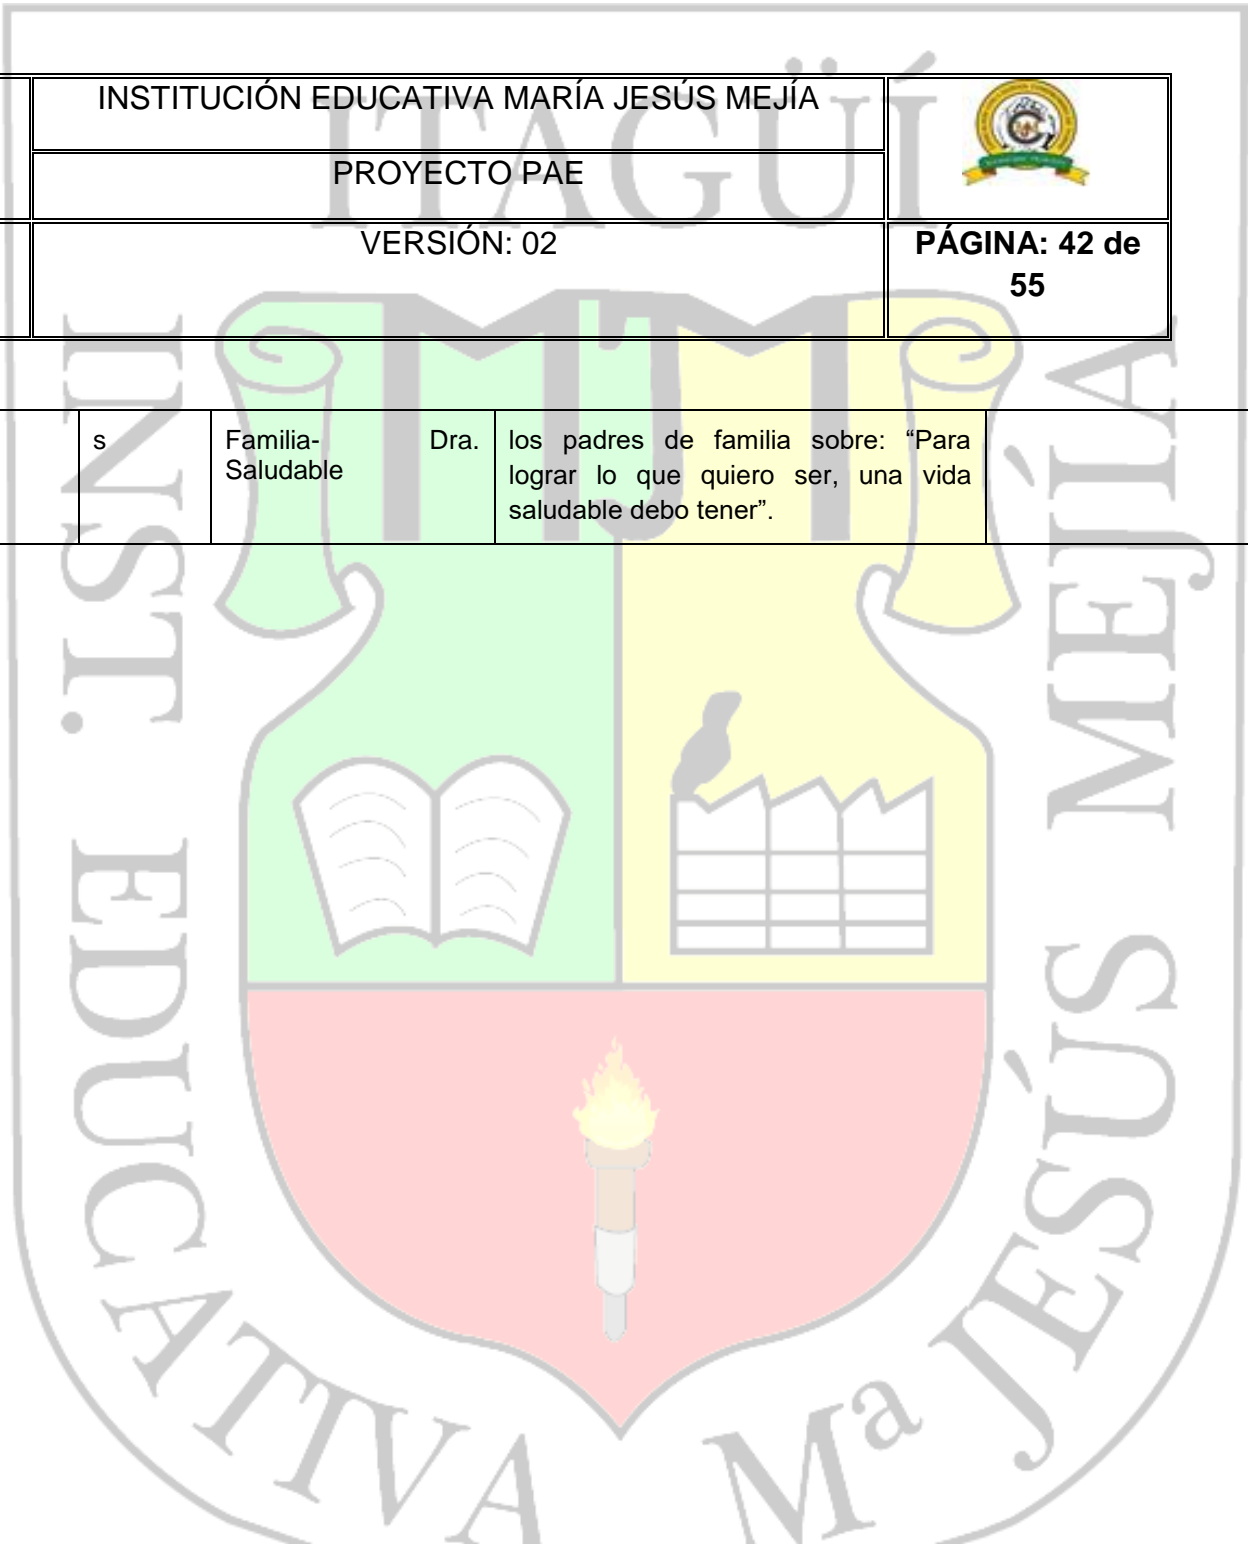 ITAGÜÍ
INSTITUCIÓN EDUCATIVA MARÍA JESÚS MEJÍA
PROYECTO PAE
VERSIÓN: 02
PÁGINA: 42 de
55
MJM
s
Familia- Dra.
Saludable
los padres de familia sobre: “Para
lograr lo que quiero ser, una vida
saludable debo tener”.
INST. EDUCATIVA Mª JESÚS MEJÍA